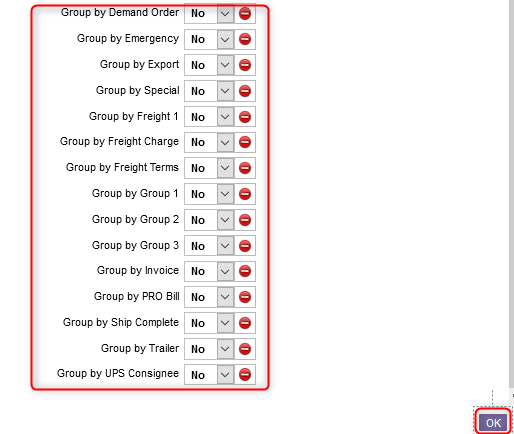 Group by Demand Order No
Group by Emergency No
Group by Export No
Group by Special No
Group by Freight 1 No
Group by Freight Charge No
Group by Freight Terms No
Group by Group 1 No
Group by Group 2 No
Group by Group 3 No
Group by Invoice No
Group by PRO Bill No
Group by Ship Complete No
Group by Trailer No
Group by UPS Consignee No
OK